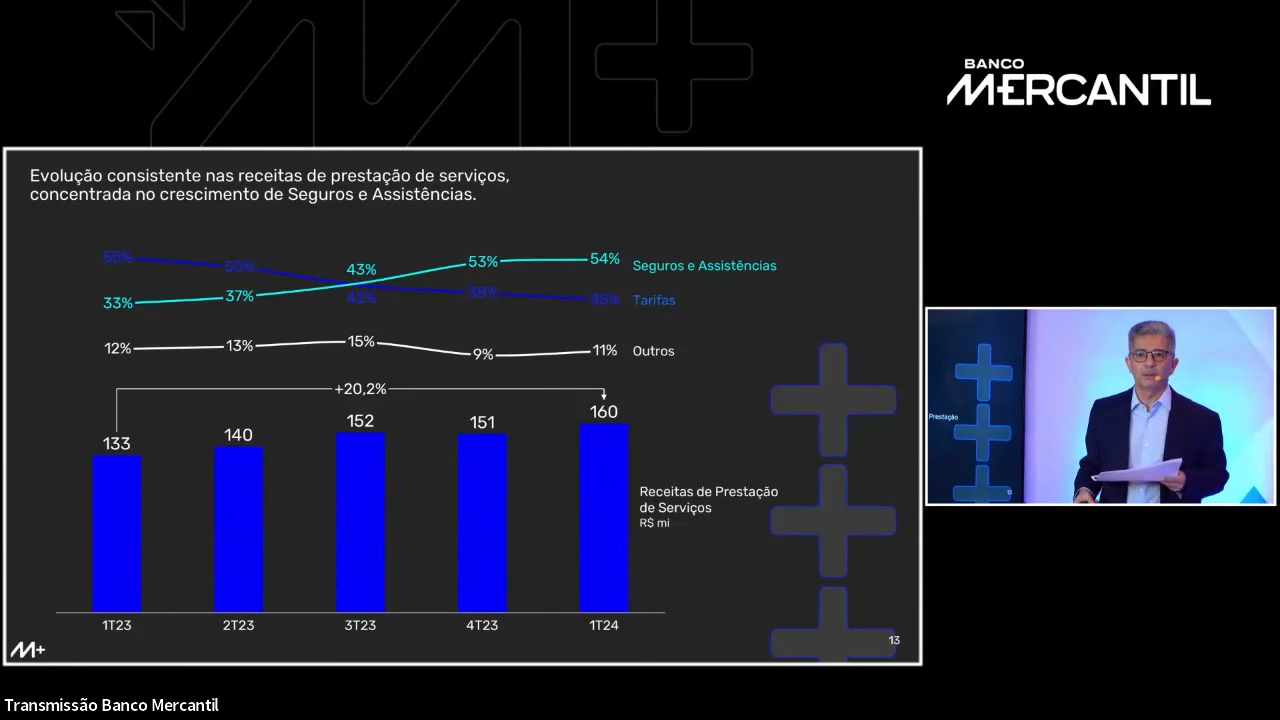 BANCO
MERCANTIL
Evolução consistente nas receitas de prestação de serviços,
concentrada no crescimento de Seguros e Assistências.
55% 50% 43% 53% 54% Seguros e Assistências
33% 37% 42% 38% 35% Tarifas
12% 13% 15% 9% 11% Outros
+20,2%
133 140 152 151 160
Receitas de Prestação
de Serviços
R$ mi
1T23 2T23 3T23 4T23 1T24
M+
13
Prestação
13
Transmissão Banco Mercantil